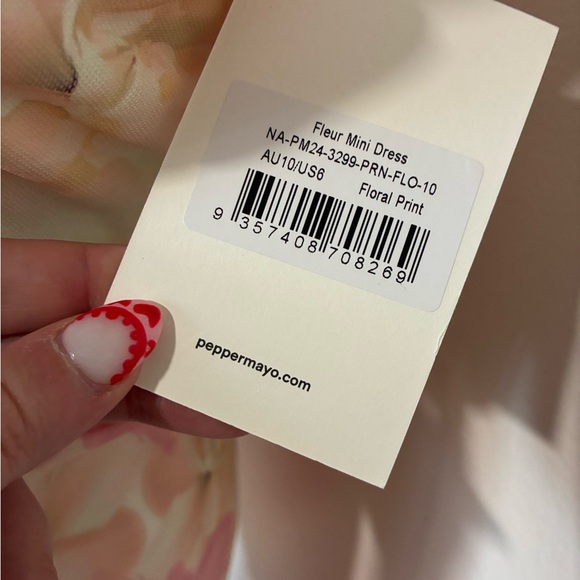 Fleur Mini Dress
NA-PM24-3299-PRN-FLO-10
AU10/US6 Floral Print
9 357408 708269
peppermayo.com